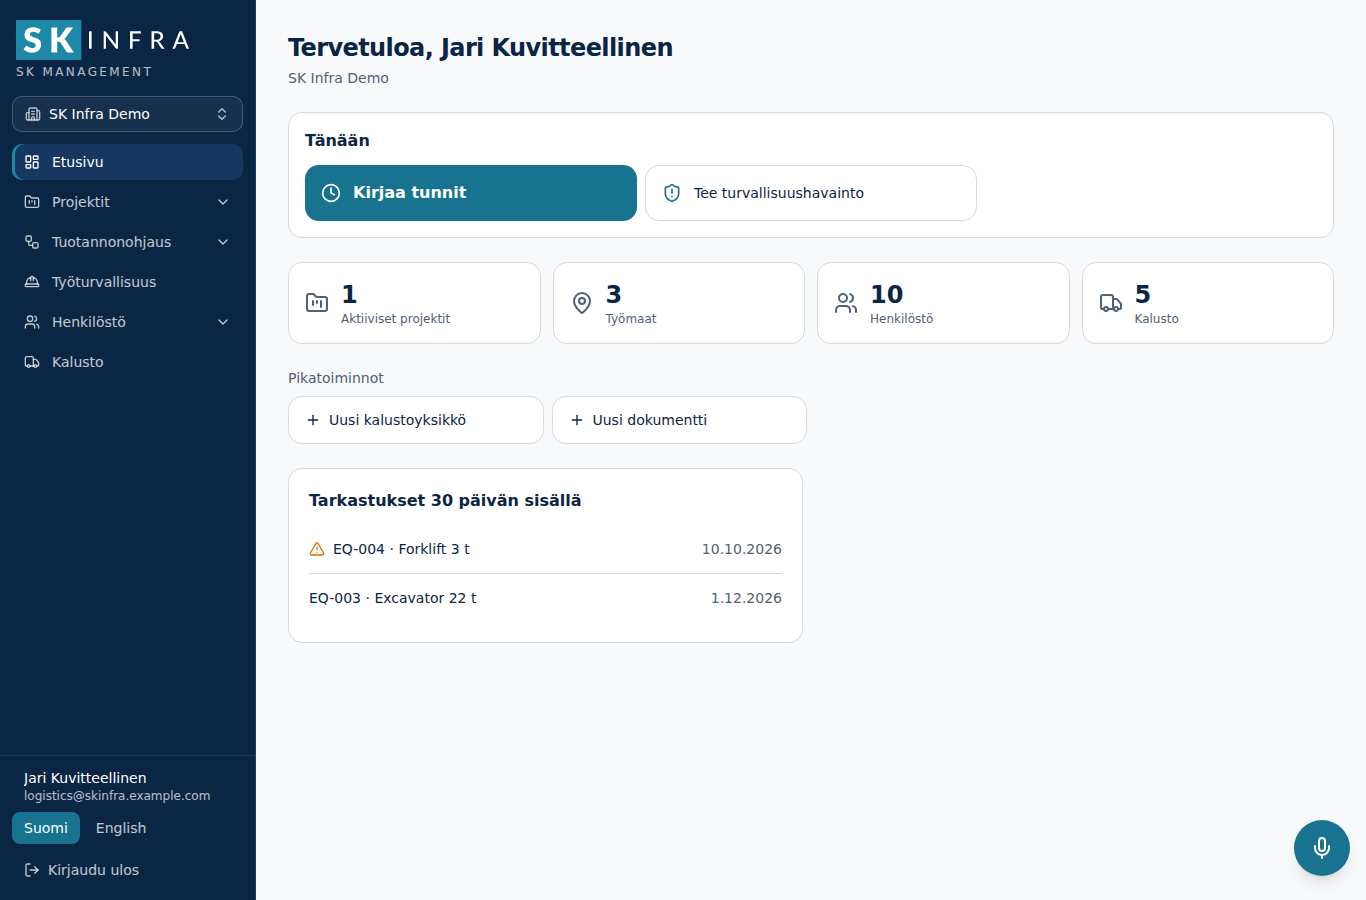 SK INFRA
SK MANAGEMENT
SK Infra Demo
Etusivu
Projektit
Tuotannonohjaus
Työturvallisuus
Henkilöstö
Kalusto
Jari Kuvitteellinen
logistics@skinfra.example.com
Suomi English
Kirjaudu ulos
Tervetuloa, Jari Kuvitteellinen
SK Infra Demo
Tänään
Kirjaa tunnit
Tee turvallisuushavainto
1
Aktiiviset projektit
3
Työmaat
10
Henkilöstö
5
Kalusto
Pikatoiminnot
Uusi kalustoyksikkö
Uusi dokumentti
Tarkastukset 30 päivän sisällä
EQ-004 · Forklift 3 t 10.10.2026
EQ-003 · Excavator 22 t 1.12.2026